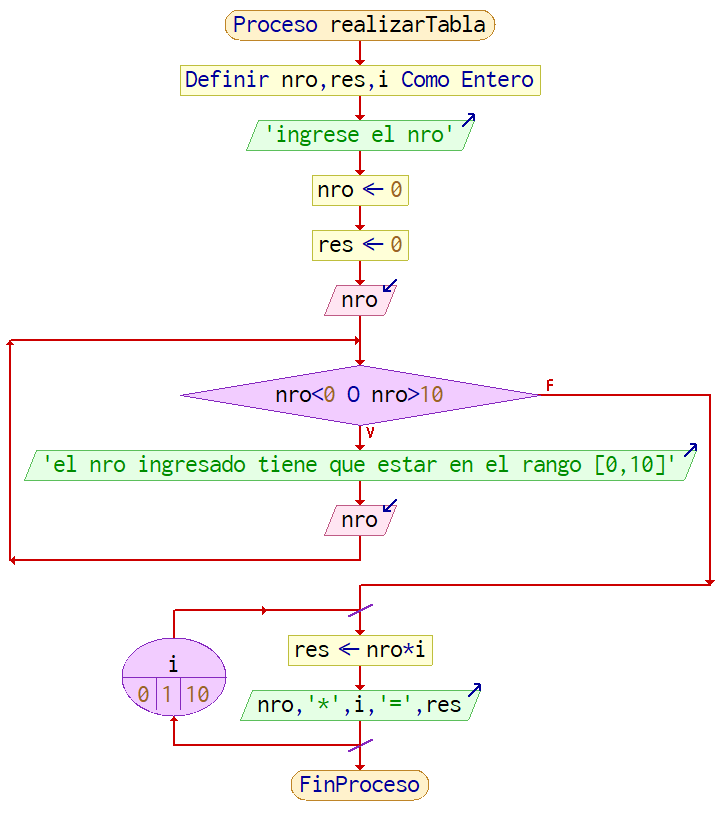 Proceso realizarTabla
Definir nro,res,i Como Entero
'ingrese el nro'
nro ← 0
res ← 0
nro
nro<0 O nro>10
F
V
'el nro ingresado tiene que estar en el rango [0,10]'
nro
res ← nro*i
i
0 1 10
nro,'*',i,'=',res
FinProceso